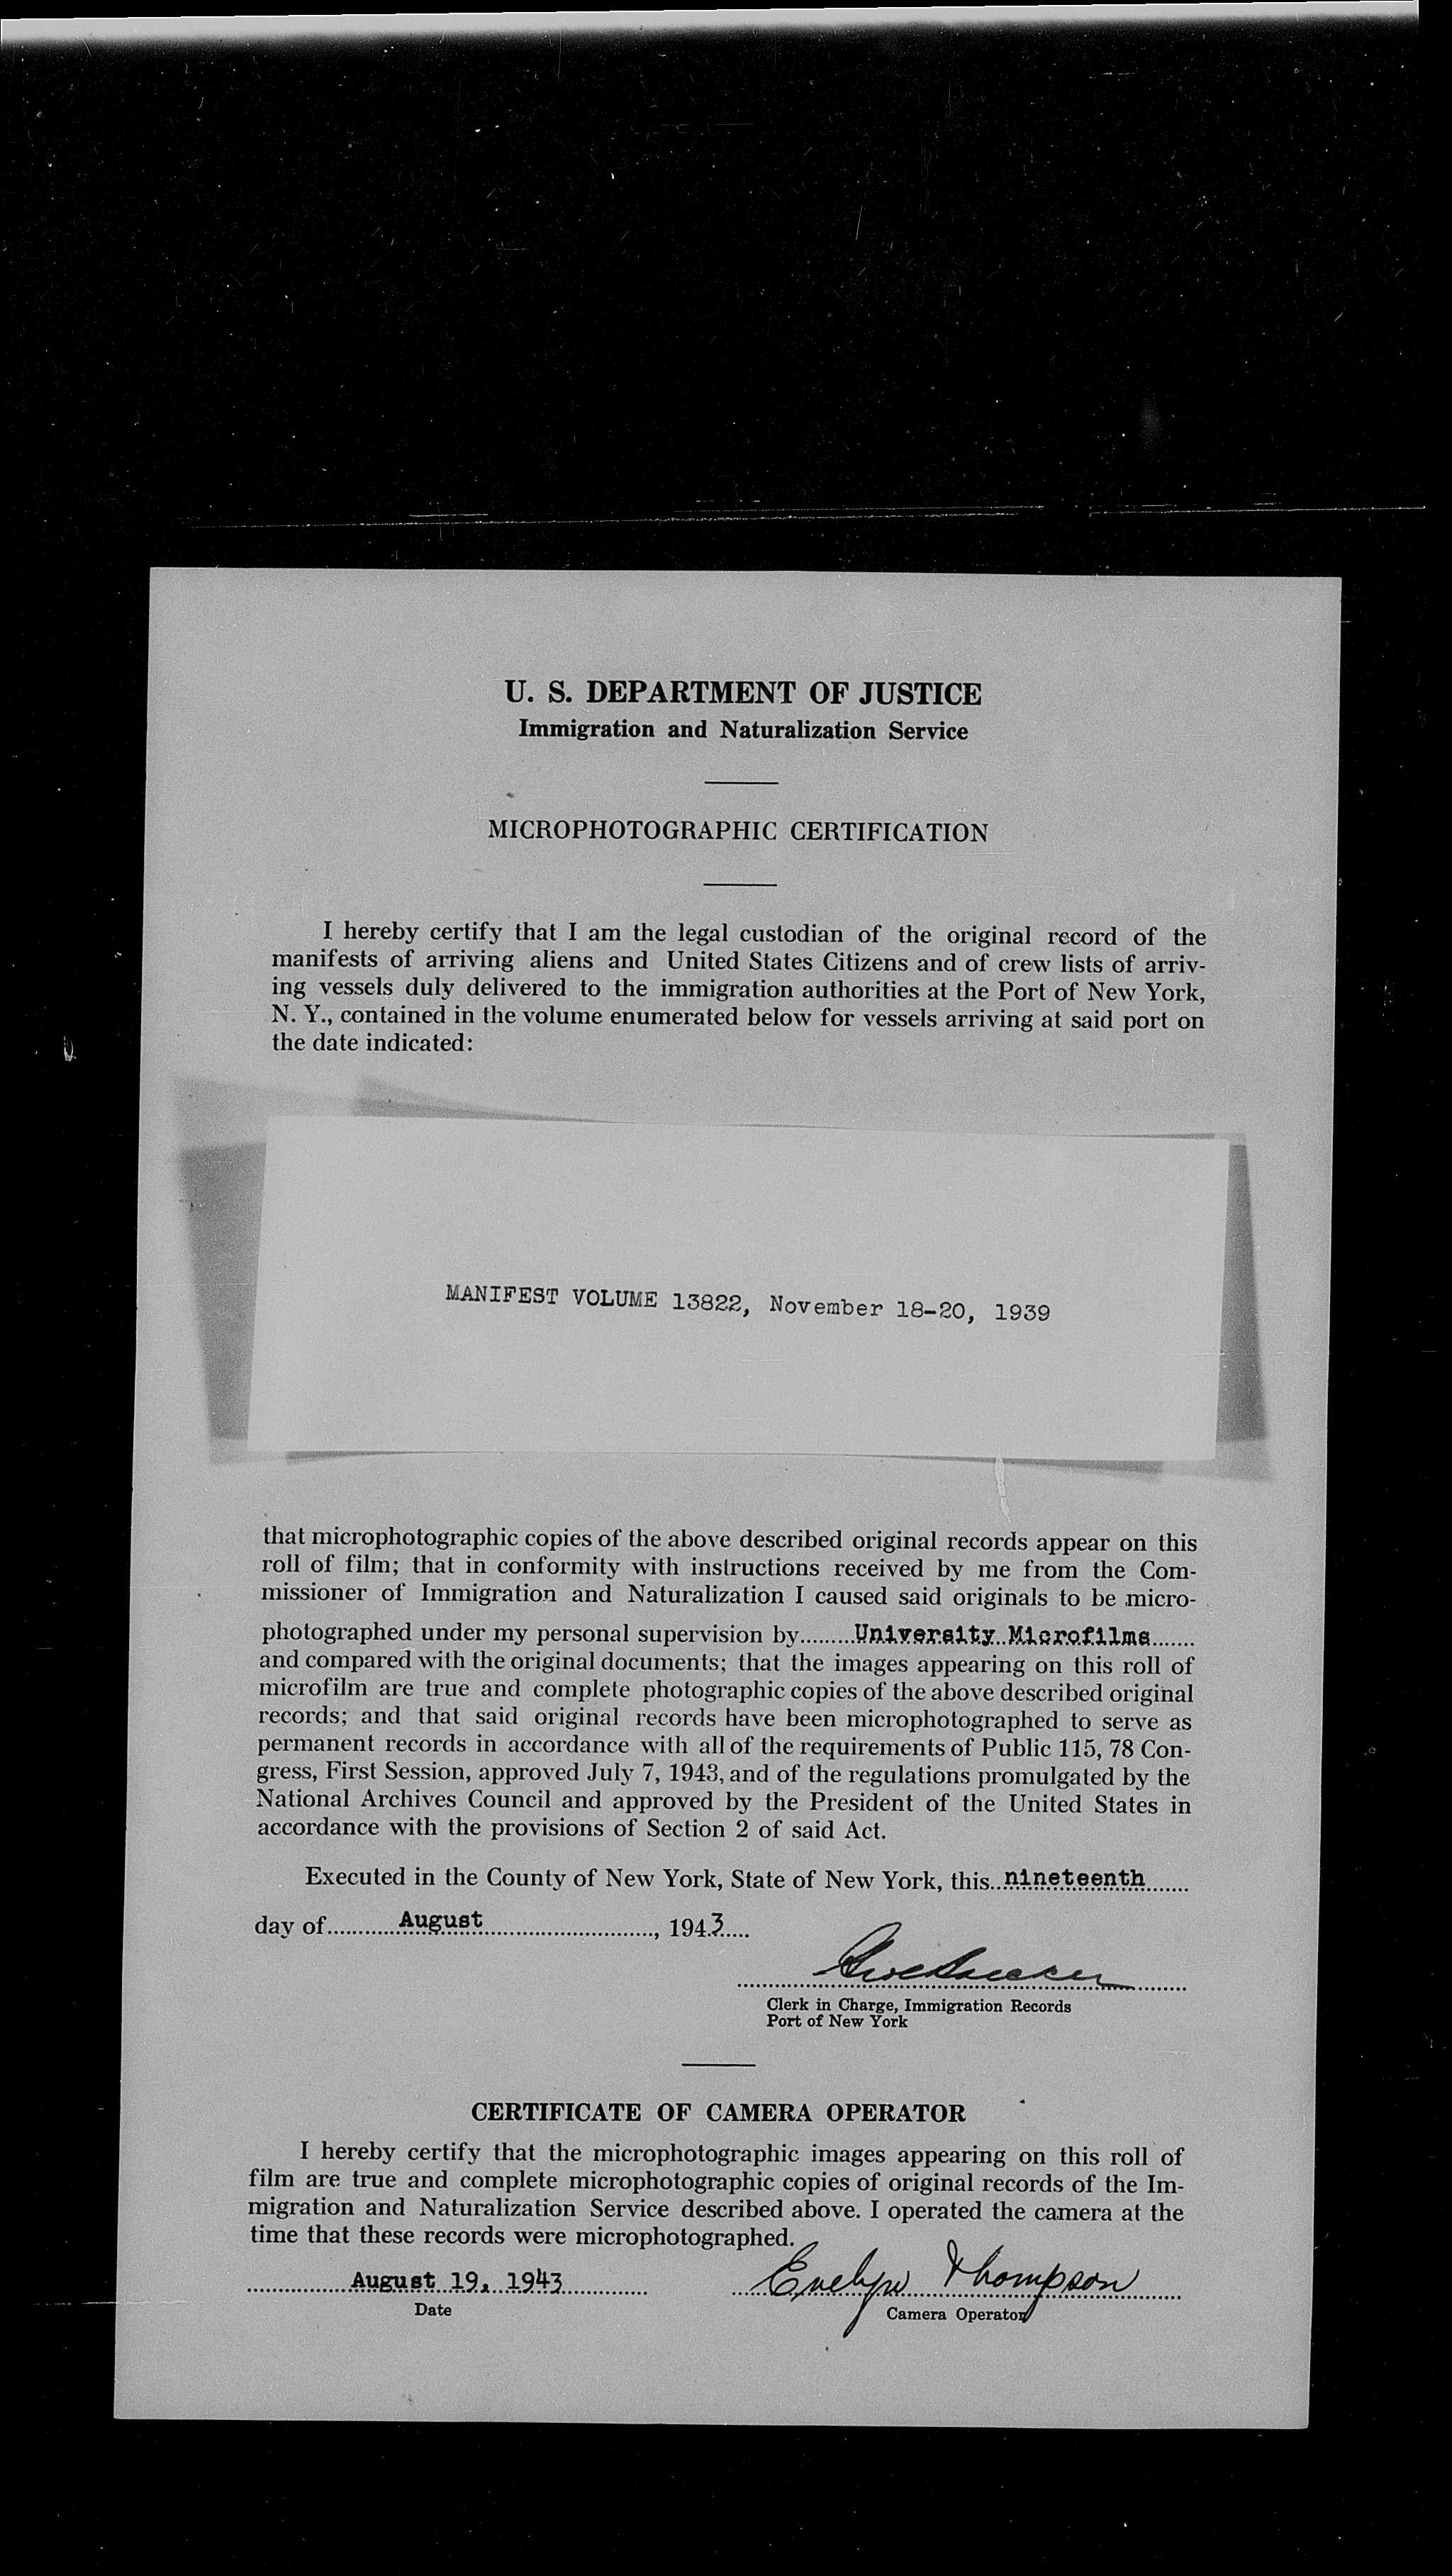 U. S. DEPARTMENT OF JUSTICE
Immigration and Naturalization Service
MICROPHOTOGRAPHIC CERTIFICATION
I hereby certify that I am the legal custodian of the original record of the
manifests of arriving aliens and United States Citizens and of crew lists of arriv-
ing vessels duly delivered to the immigration authorities at the Port of New York,
N. Y., contained in the volume enumerated below for vessels arriving at said port on
the date indicated:
MANIFEST VOLUME 13822, November 18-20, 1939
that microphotographic copies of the above described original records appear on this
roll of film; that in conformity with instructions received by me from the Com-
missioner of Immigration and Naturalization I caused said originals to be micro-
photographed under my personal supervision by.........University Microfilms.......
and compared with the original documents; that the images appearing on this roll of
microfilm are true and complete photographic copies of the above described original
records; and that said original records have been microphotographed to serve as
permanent records in accordance with all of the requirements of Public 115, 78 Con-
gress, First Session, approved July 7, 1943, and of the regulations promulgated by the
National Archives Council and approved by the President of the United States in
accordance with the provisions of Section 2 of said Act.
Executed in the County of New York, State of New York, this..nineteenth.......
day of............August............................., 1943.....
Clerk in Charge, Immigration Records
Port of New York
CERTIFICATE OF CAMERA OPERATOR
I hereby certify that the microphotographic images appearing on this roll of
film are true and complete microphotographic copies of original records of the Im-
migration and Naturalization Service described above. I operated the camera at the
time that these records were microphotographed.
August 19, 1943 Evelyn Thompson
Date Camera Operator